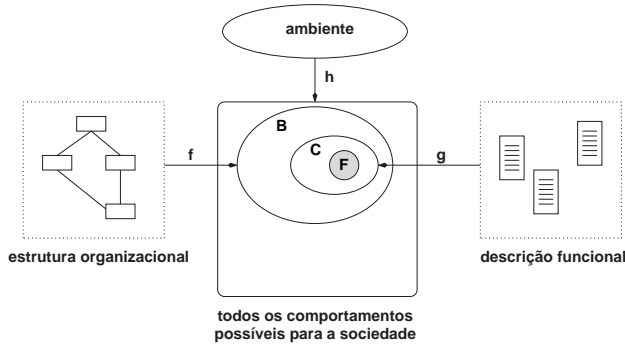 ambiente
h
B
C
F
f
g
estrutura organizacional
descrição funcional
todos os comportamentos
possíveis para a sociedade